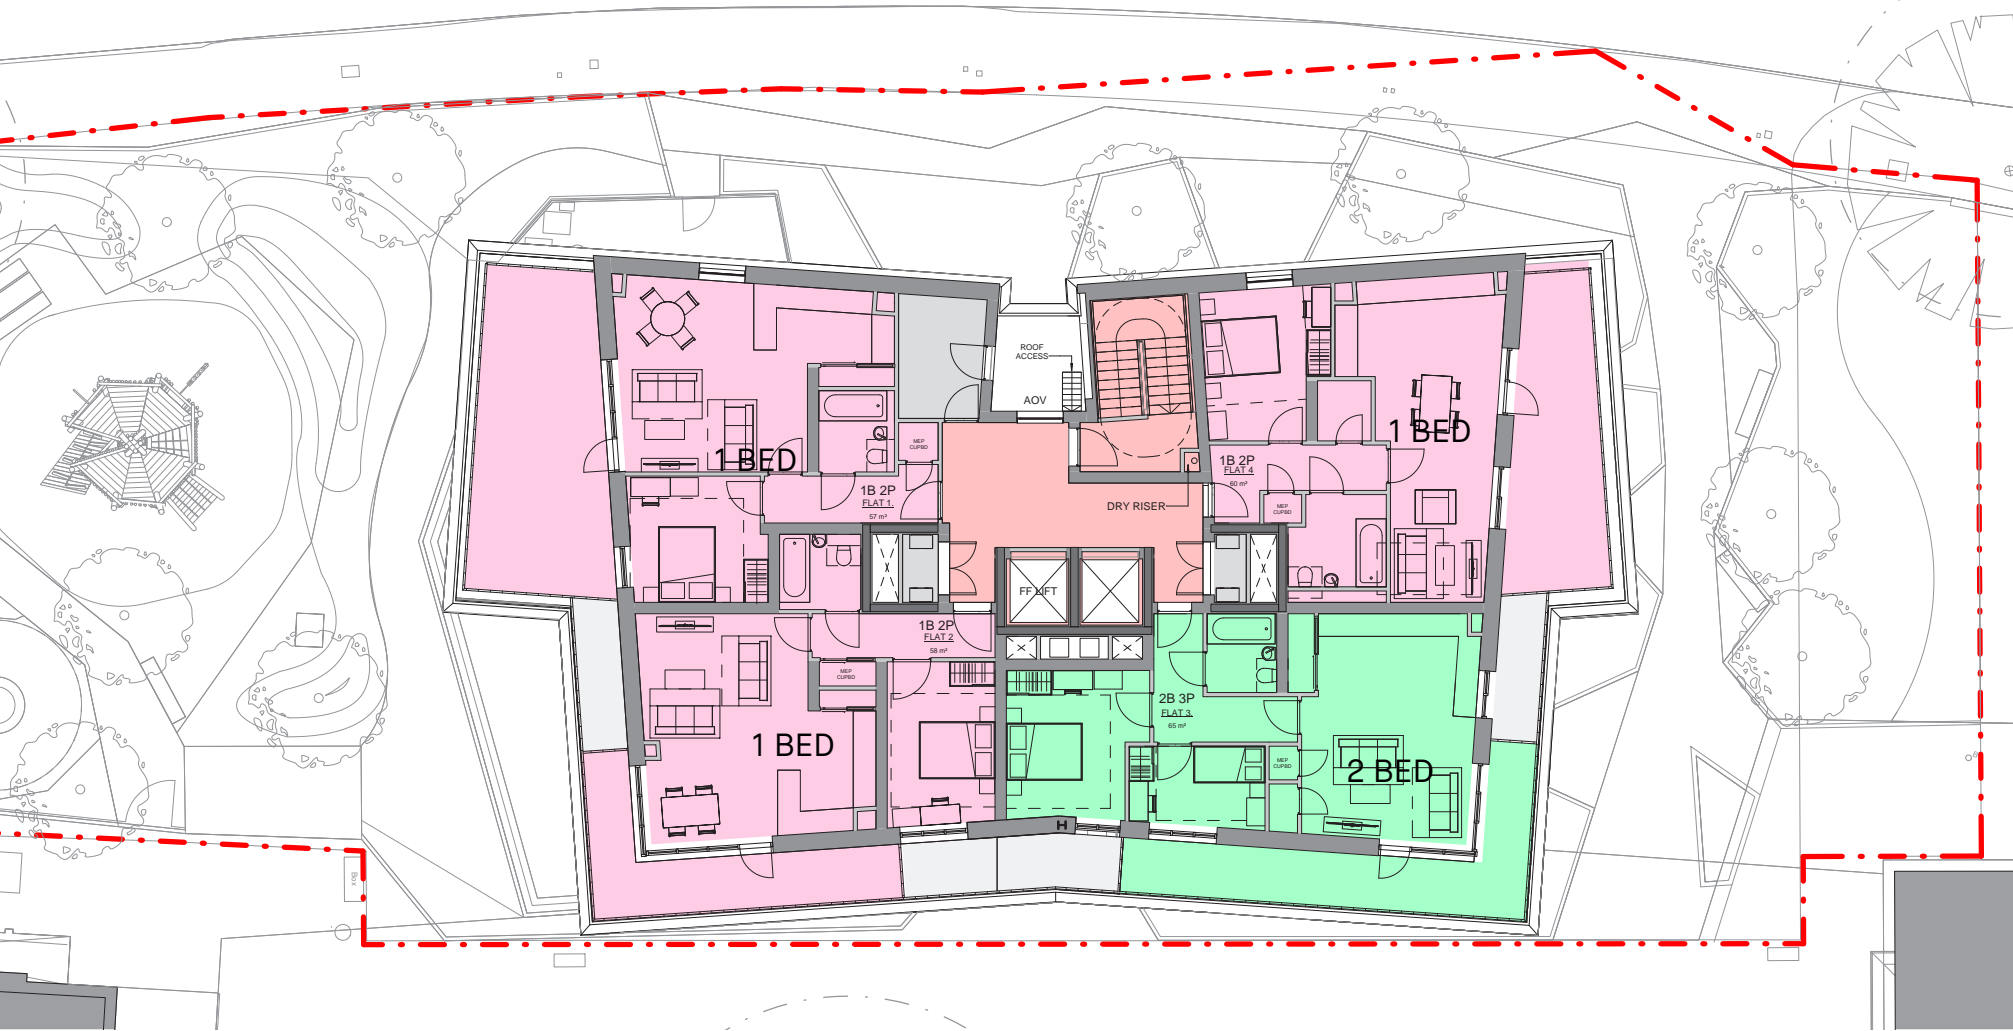 ROOF
ACCESS
AOV
1 BED
MEP
CUPBD
1B 2P
FLAT 1.
57 m²
1 BED
1B 2P
FLAT 4
60 m²
MEP
CUPBD
DRY RISER
FF LIFT
1B 2P
FLAT 2
58 m²
MEP
CUPBD
1 BED
2B 3P
FLAT 3.
65 m²
MEP
CUPBD
2 BED
H
Box